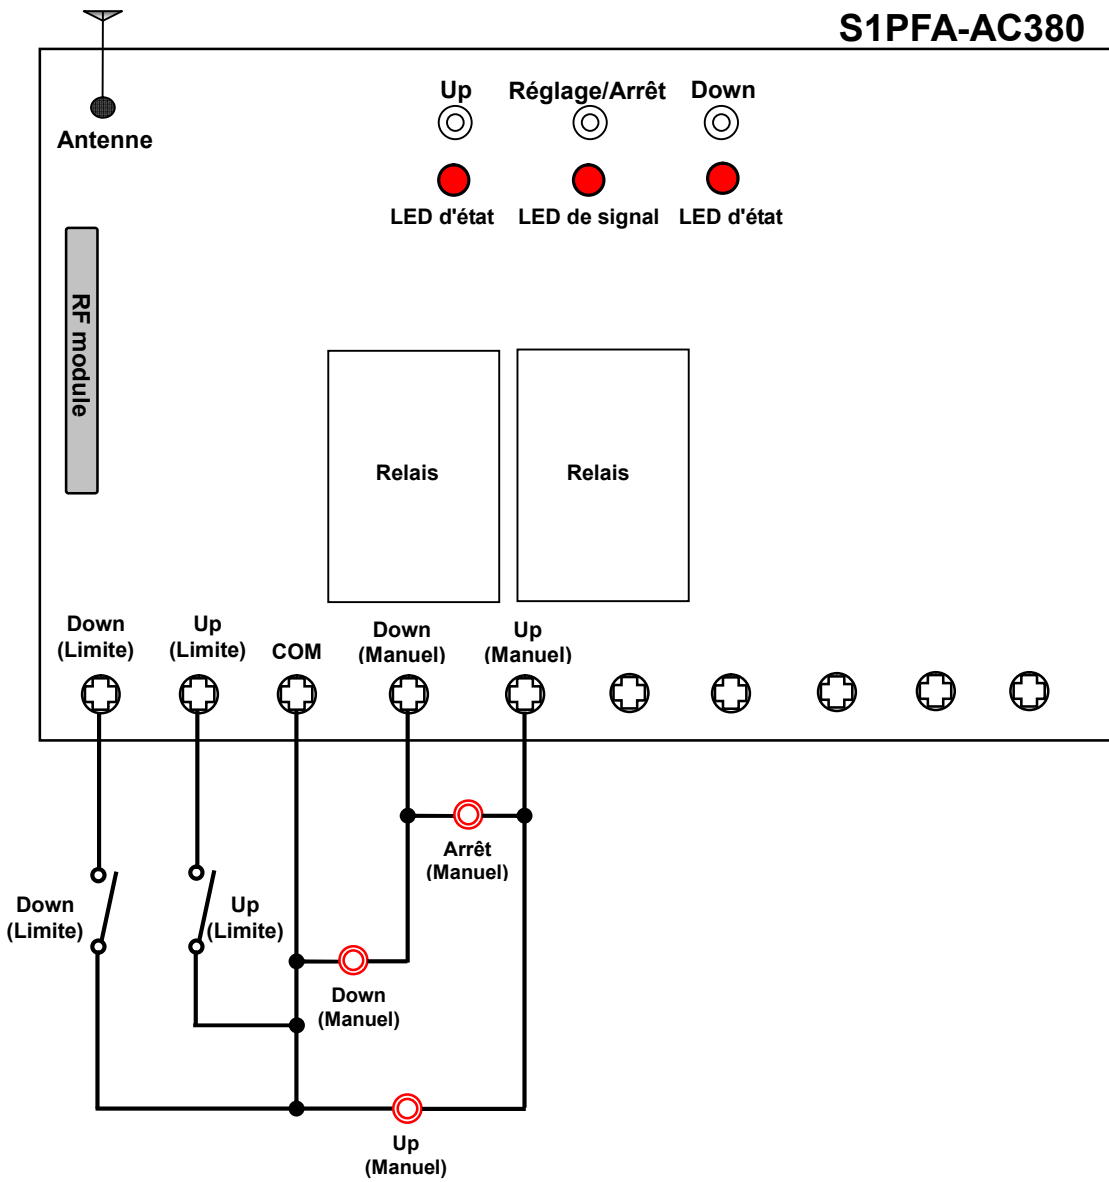 S1PFA-AC380
Up
Réglage/Arrêt
Down
Antenne
LED d'état
LED de signal
LED d'état
RF module
Relais
Relais
Down
(Limite)
Up
(Limite)
COM
Down
(Manuel)
Up
(Manuel)
Arrêt
(Manuel)
Down
(Limite)
Up
(Limite)
Down
(Manuel)
Up
(Manuel)